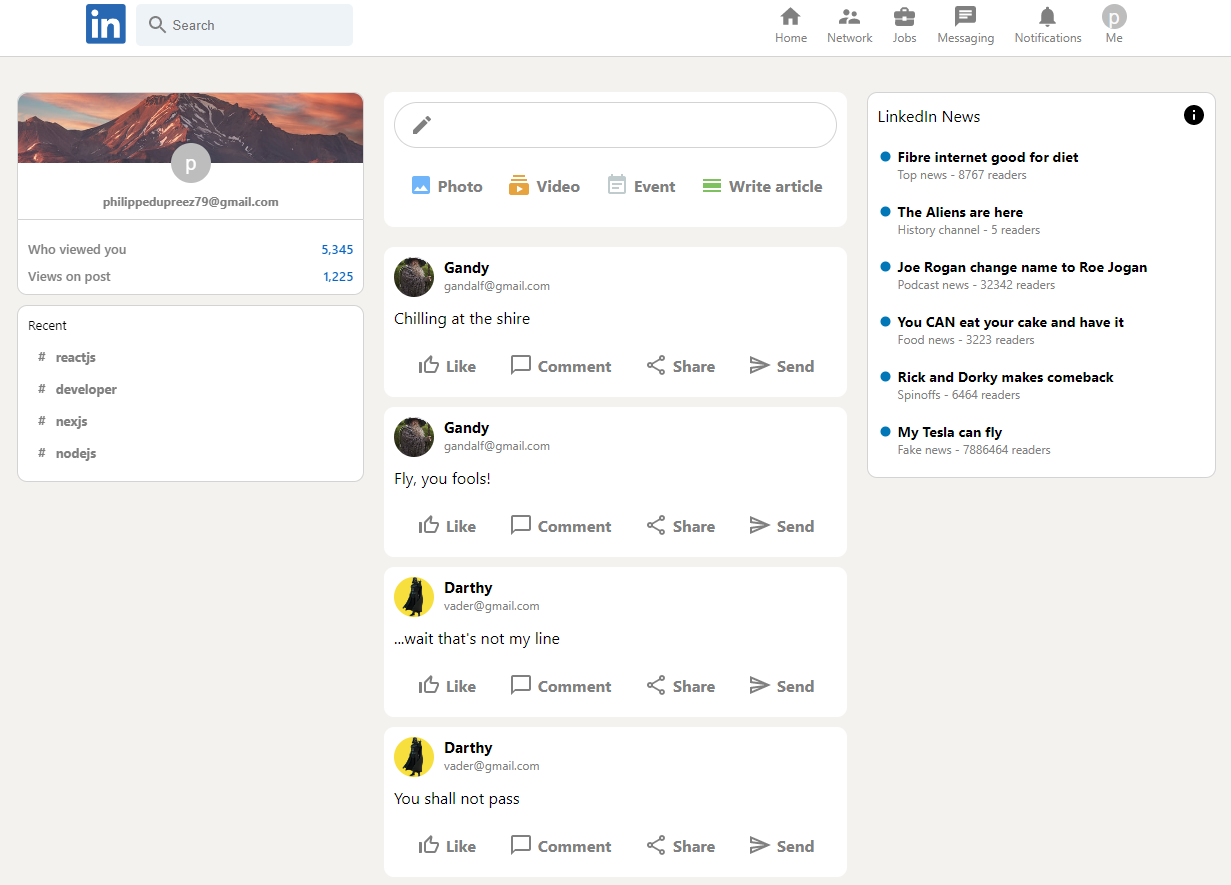 in
Search
Home
Network
Jobs
Messaging
Notifications
p
Me
p
philippedupreez79@gmail.com
Who viewed you 5,345
Views on post 1,225
Recent
# reactjs
# developer
# nexjs
# nodejs
Photo Video Event Write article
Gandy
gandalf@gmail.com
Chilling at the shire
Like Comment Share Send
Gandy
gandalf@gmail.com
Fly, you fools!
Like Comment Share Send
Darthy
vader@gmail.com
...wait that's not my line
Like Comment Share Send
Darthy
vader@gmail.com
You shall not pass
Like Comment Share Send
LinkedIn News
Fibre internet good for diet
Top news - 8767 readers
The Aliens are here
History channel - 5 readers
Joe Rogan change name to Roe Jogan
Podcast news - 32342 readers
You CAN eat your cake and have it
Food news - 3223 readers
Rick and Dorky makes comeback
Spinoffs - 6464 readers
My Tesla can fly
Fake news - 7886464 readers